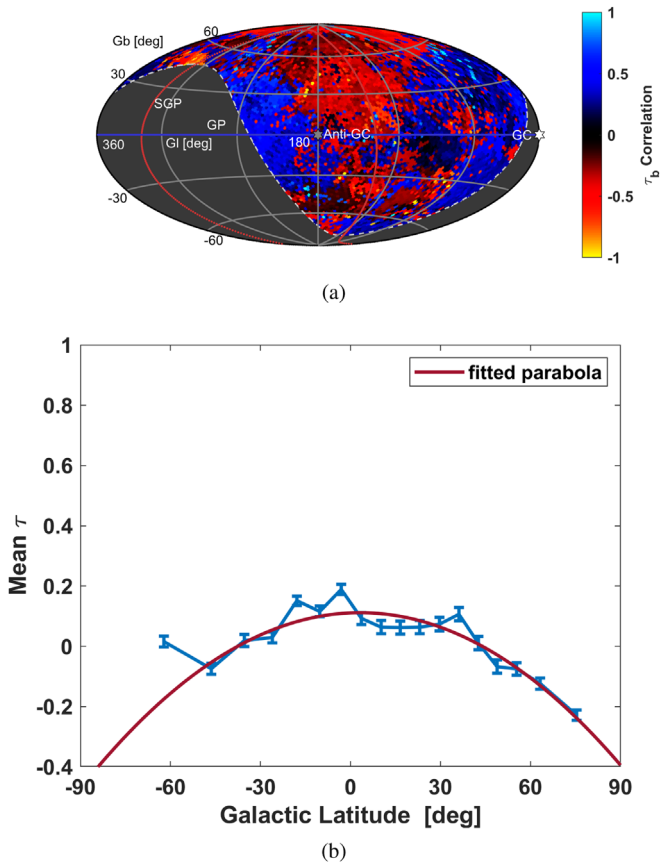 Gb [deg]
60
30
SGP
GP
Gl [deg]
360
180
Anti-GC
GC
-30
-60
1
0.5
0
-0.5
-1
τb Correlation
(a)
1
0.8
0.6
0.4
0.2
0
-0.2
-0.4
Mean τ
fitted parabola
-90
-60
-30
0
30
60
90
Galactic Latitude [deg]
(b)